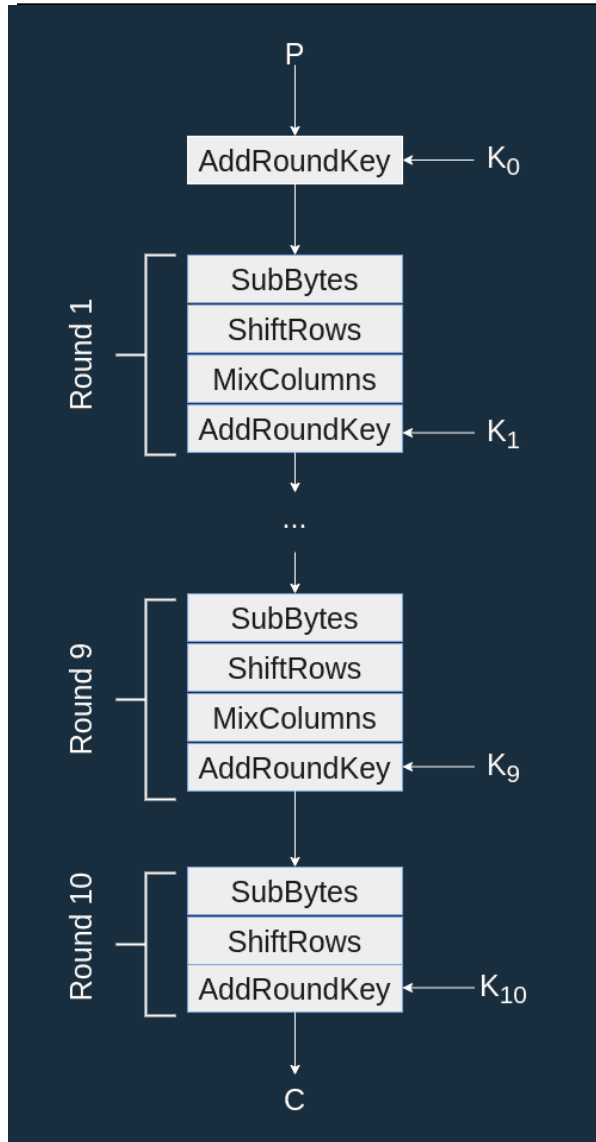 P
AddRoundKey
K₀
Round 1
SubBytes
ShiftRows
MixColumns
AddRoundKey
K₁
...
Round 9
SubBytes
ShiftRows
MixColumns
AddRoundKey
K₉
Round 10
SubBytes
ShiftRows
AddRoundKey
K₁₀
C